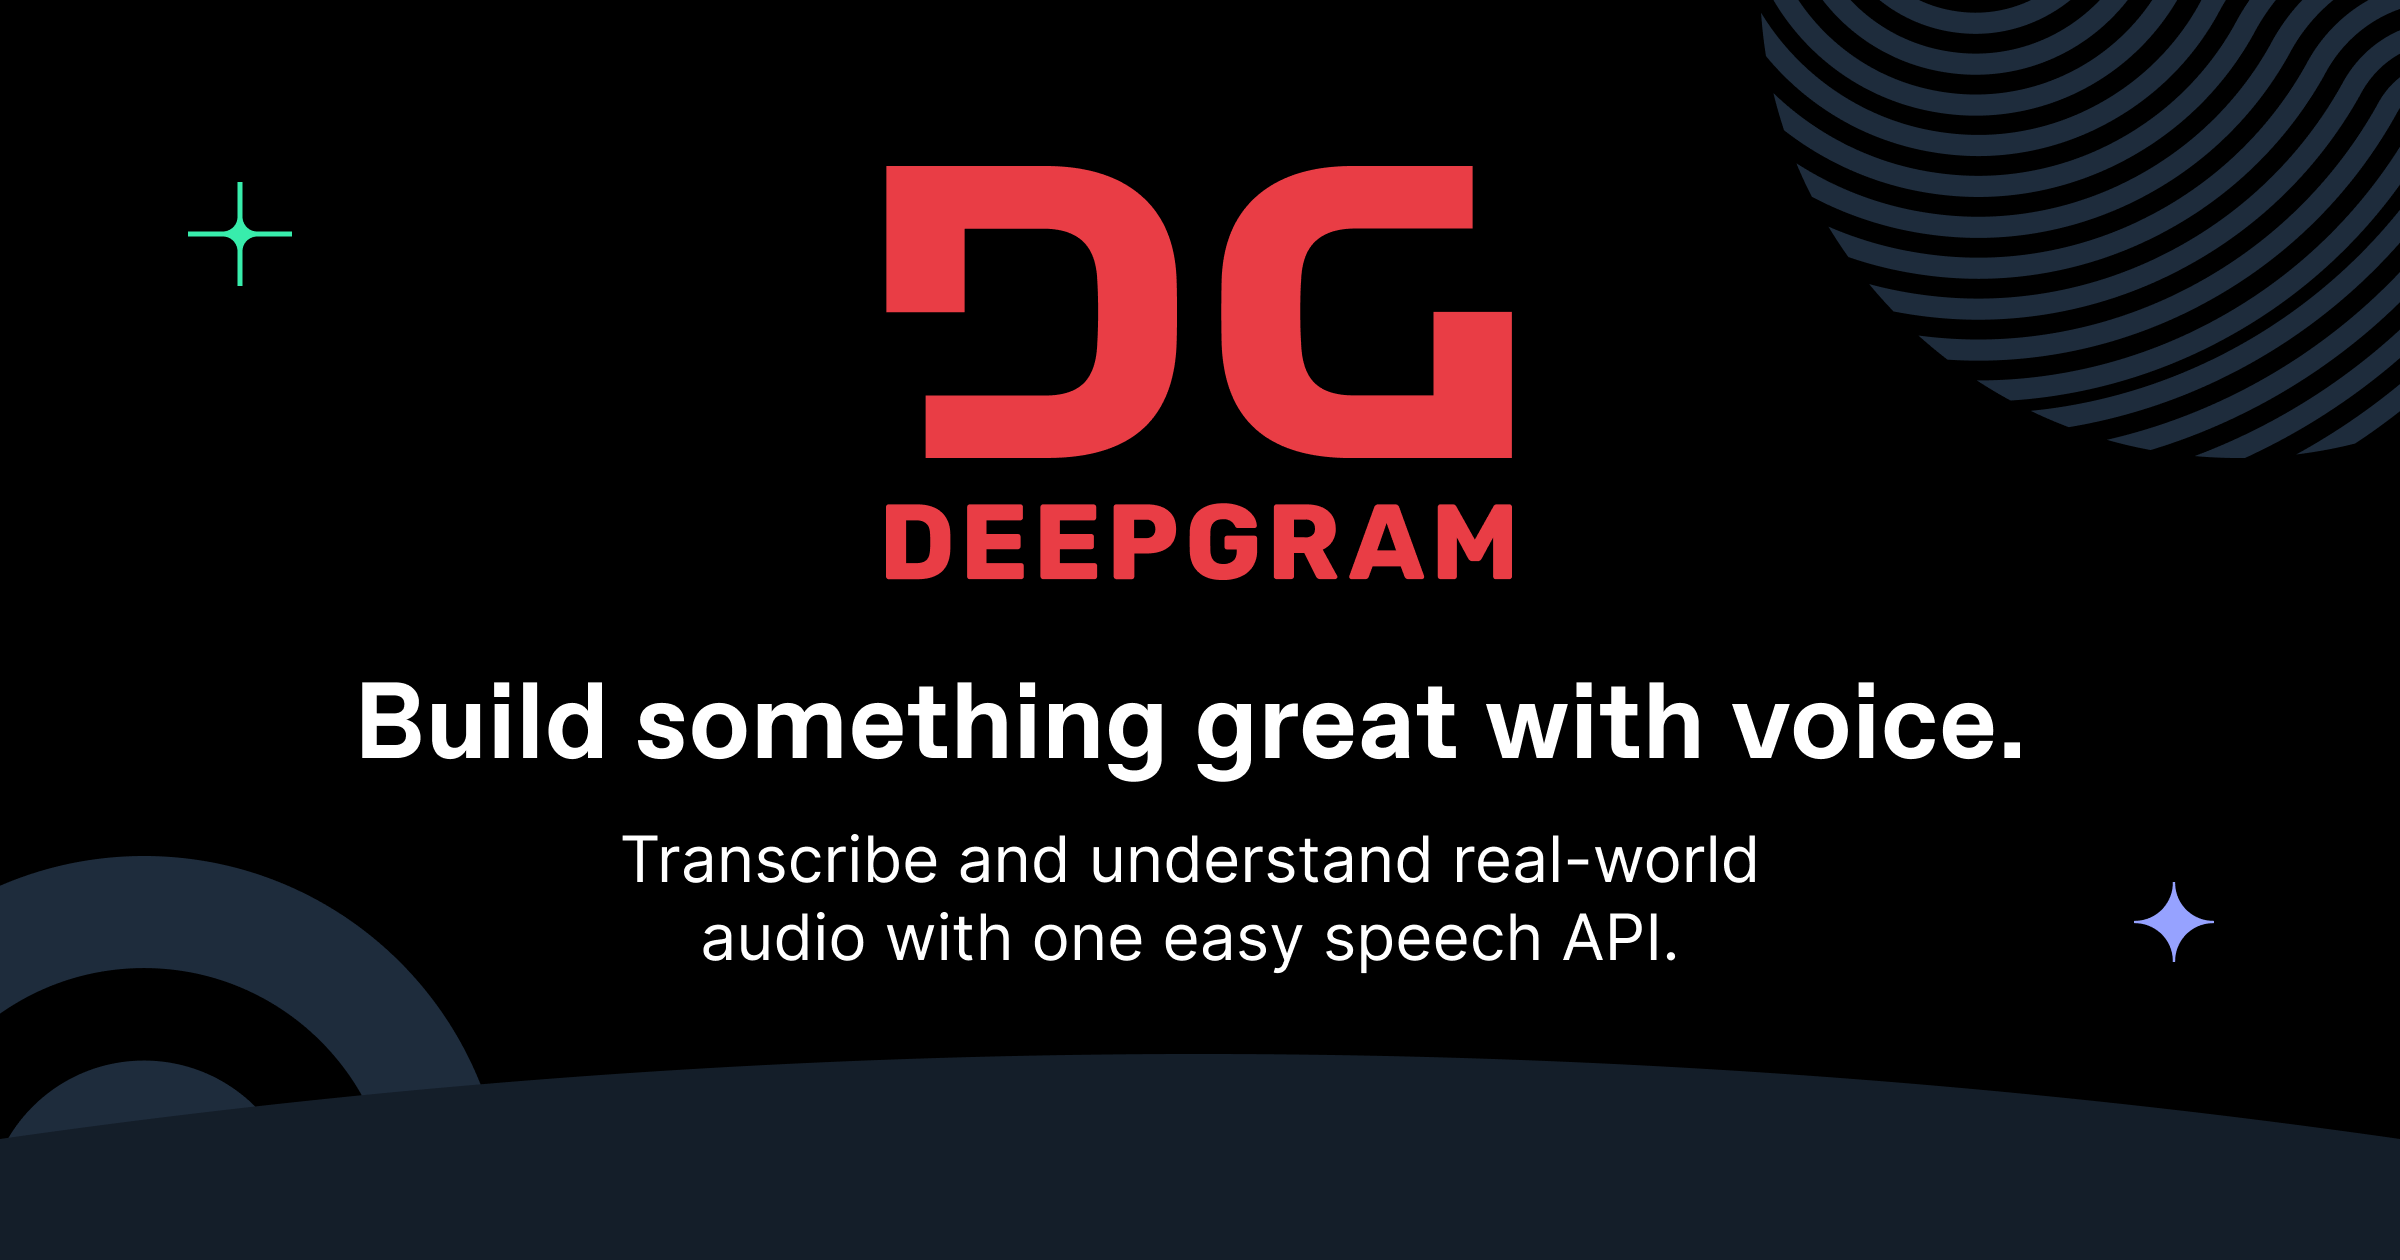 DG
DEEPGRAM
Build something great with voice.
Transcribe and understand real-world
audio with one easy speech API.